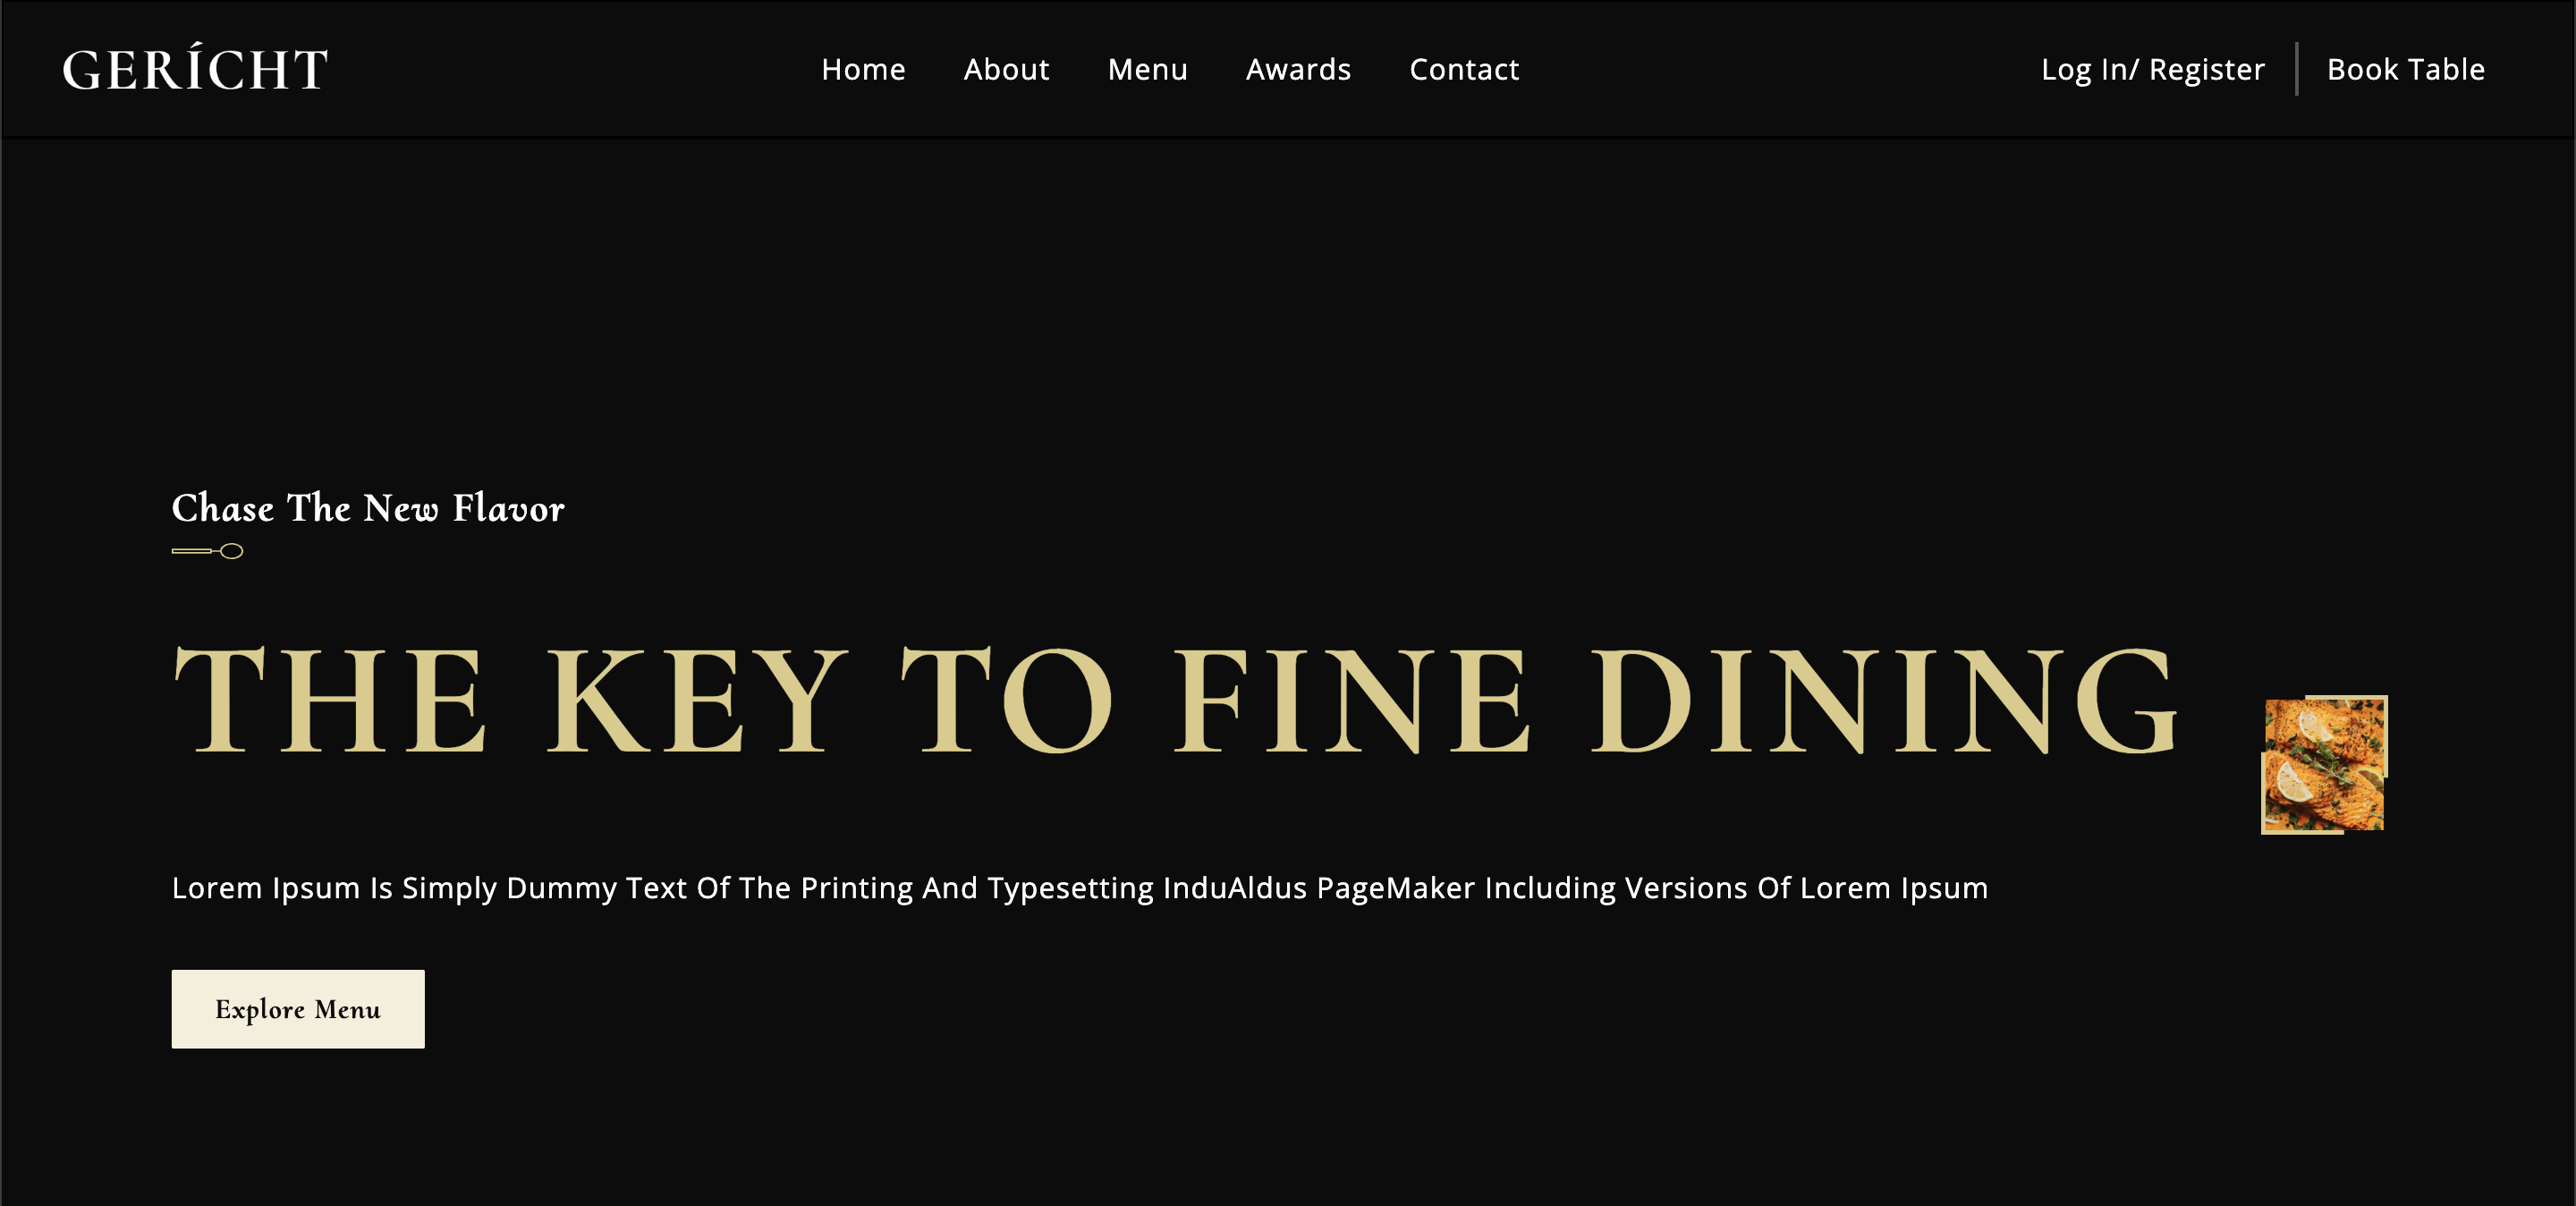 GERÍCHT
Home About Menu Awards Contact
Log In/ Register Book Table
Chase The New Flavor
THE KEY TO FINE DINING
Lorem Ipsum Is Simply Dummy Text Of The Printing And Typesetting InduAldus PageMaker Including Versions Of Lorem Ipsum
Explore Menu